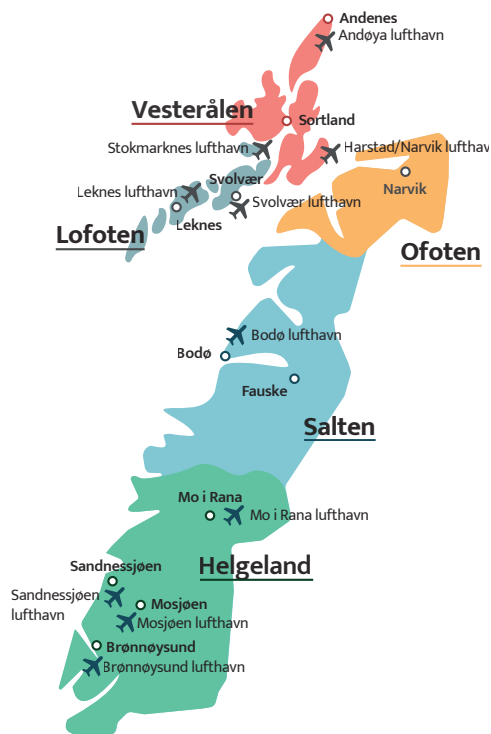 Andenes
Andøya lufthavn
Vesterålen
Sortland
Stokmarknes lufthavn
Harstad/Narvik lufthav
Svolvær
Narvik
Leknes lufthavn
Svolvær lufthavn
Leknes
Lofoten
Ofoten
Bodø lufthavn
Bodø
Fauske
Salten
Mo i Rana
Mo i Rana lufthavn
Sandnessjøen
Helgeland
Sandnessjøen
lufthavn
Mosjøen
Mosjøen lufthavn
Brønnøysund
Brønnøysund lufthavn